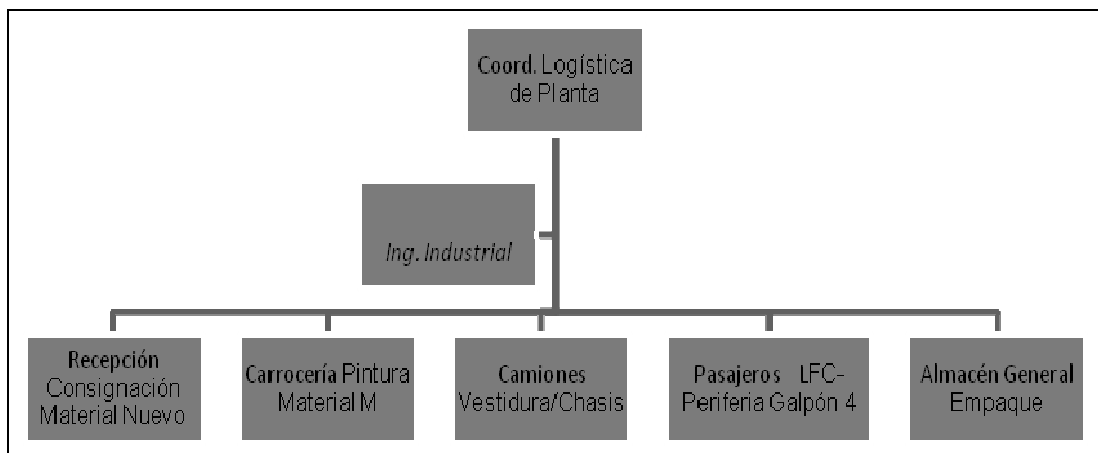 Coord. Logística
de Planta
Ing. Industrial
Recepción
Consignación
Material Nuevo
Carrocería Pintura
Material M
Camiones
Vestidura/Chasis
Pasajeros LFC-
Periferia Galpón 4
Almacén General
Empaque